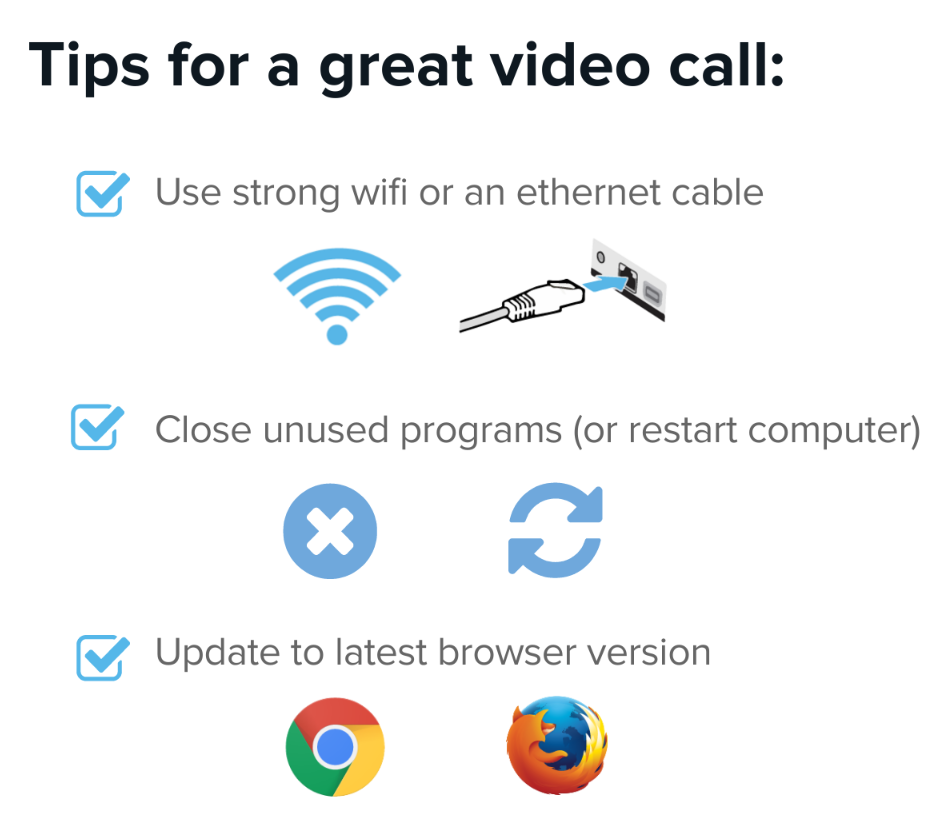 Tips for a great video call:
Use strong wifi or an ethernet cable
Close unused programs (or restart computer)
Update to latest browser version